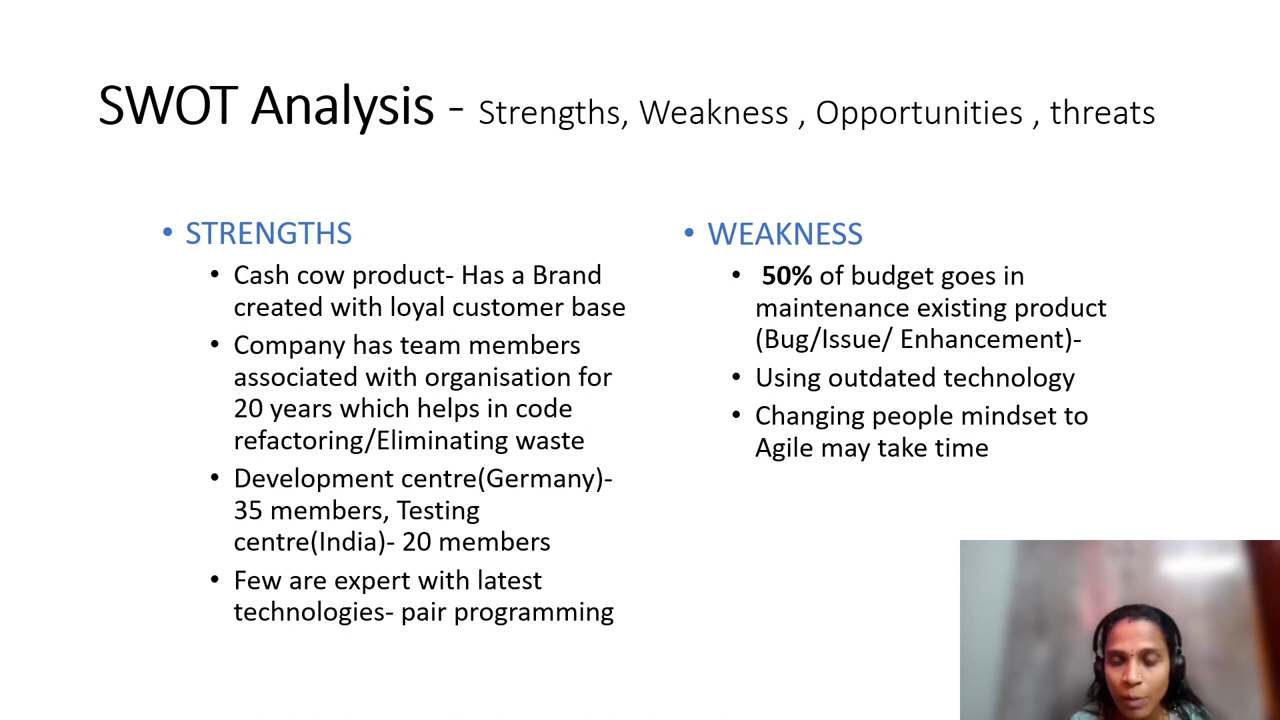 SWOT Analysis - Strengths, Weakness , Opportunities , threats
• STRENGTHS
• Cash cow product- Has a Brand
created with loyal customer base
• Company has team members
associated with organisation for
20 years which helps in code
refactoring/Eliminating waste
• Development centre(Germany)-
35 members, Testing
centre(India)- 20 members
• Few are expert with latest
technologies- pair programming
• WEAKNESS
• 50% of budget goes in
maintenance existing product
(Bug/Issue/ Enhancement)-
• Using outdated technology
• Changing people mindset to
Agile may take time